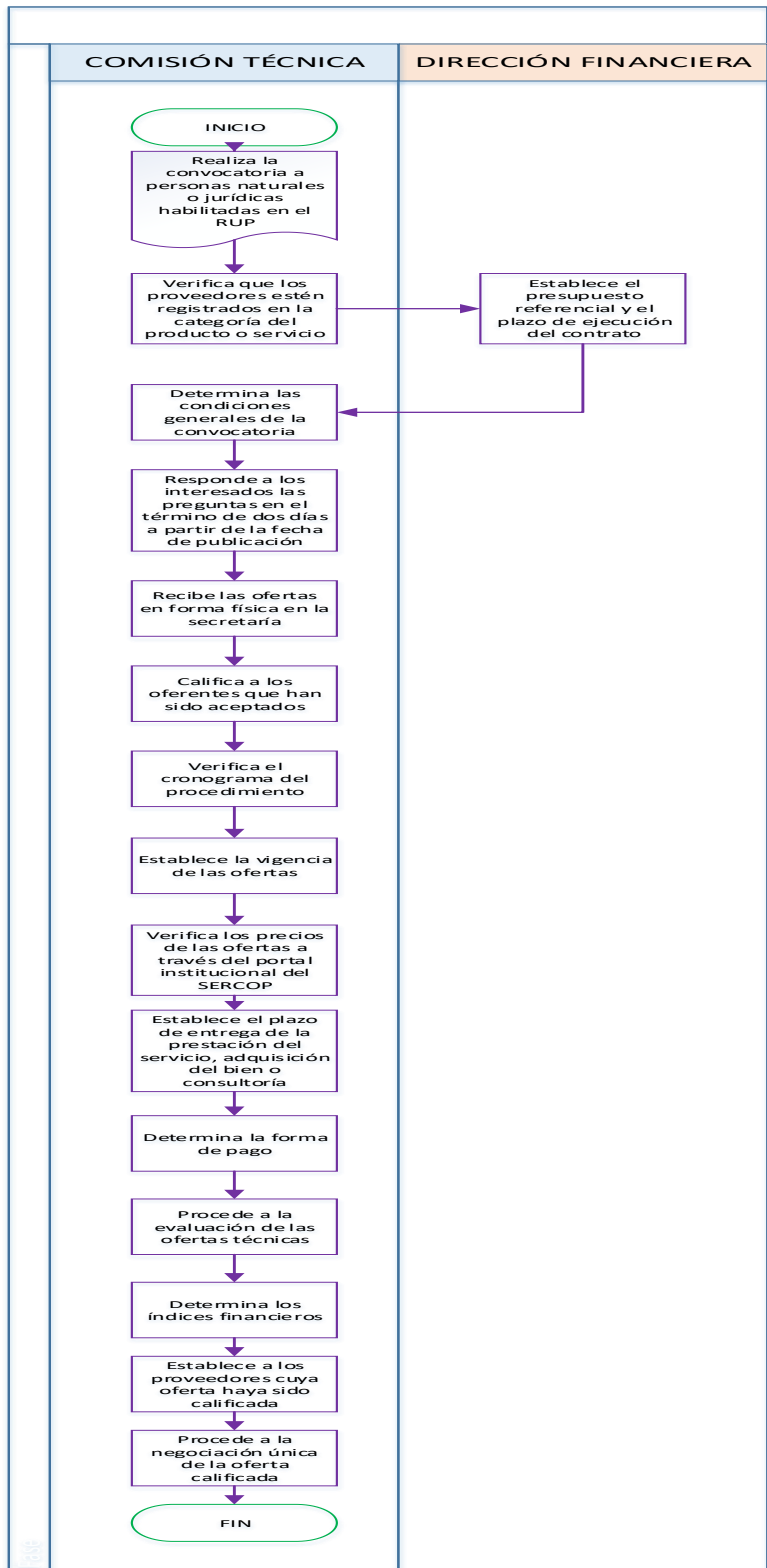 COMISIÓN TÉCNICA
DIRECCIÓN FINANCIERA
INICIO
Realiza la
convocatoria a
personas naturales
o jurídicas
habilitadas en el
RUP
Verifica que los
proveedores estén
registrados en la
categoría del
producto o servicio
Establece el
presupuesto
referencial y el
plazo de ejecución
del contrato
Determina las
condiciones
generales de la
convocatoria
Responde a los
interesados las
preguntas en el
término de dos días
a partir de la fecha
de publicación
Recibe las ofertas
en forma física en la
secretaría
Califica a los
oferentes que han
sido aceptados
Verifica el
cronograma del
procedimiento
Establece la vigencia
de las ofertas
Verifica los precios
de las ofertas a
través del portal
institucional del
SERCOP
Establece el plazo
de entrega de la
prestación del
servicio, adquisición
del bien o
consultoría
Determina la forma
de pago
Procede a la
evaluación de las
ofertas técnicas
Determina los
índices financieros
Establece a los
proveedores cuya
oferta haya sido
calificada
Procede a la
negociación única
de la oferta
calificada
FIN
Fase